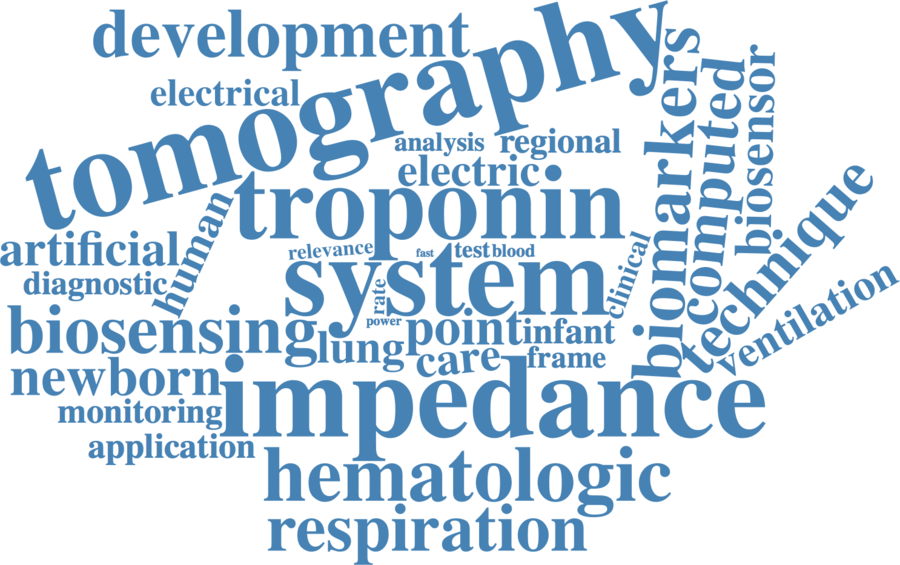 development
electrical
tomography
analysis
regional
electric
troponin
biomarkers
computed
biosensor
technique
ventilation
human
artificial
diagnostic
relevance
fast
test
blood
system
clinical
rate
power
biosensing
lung
point
infant
care
frame
newborn
impedance
monitoring
application
hematologic
respiration